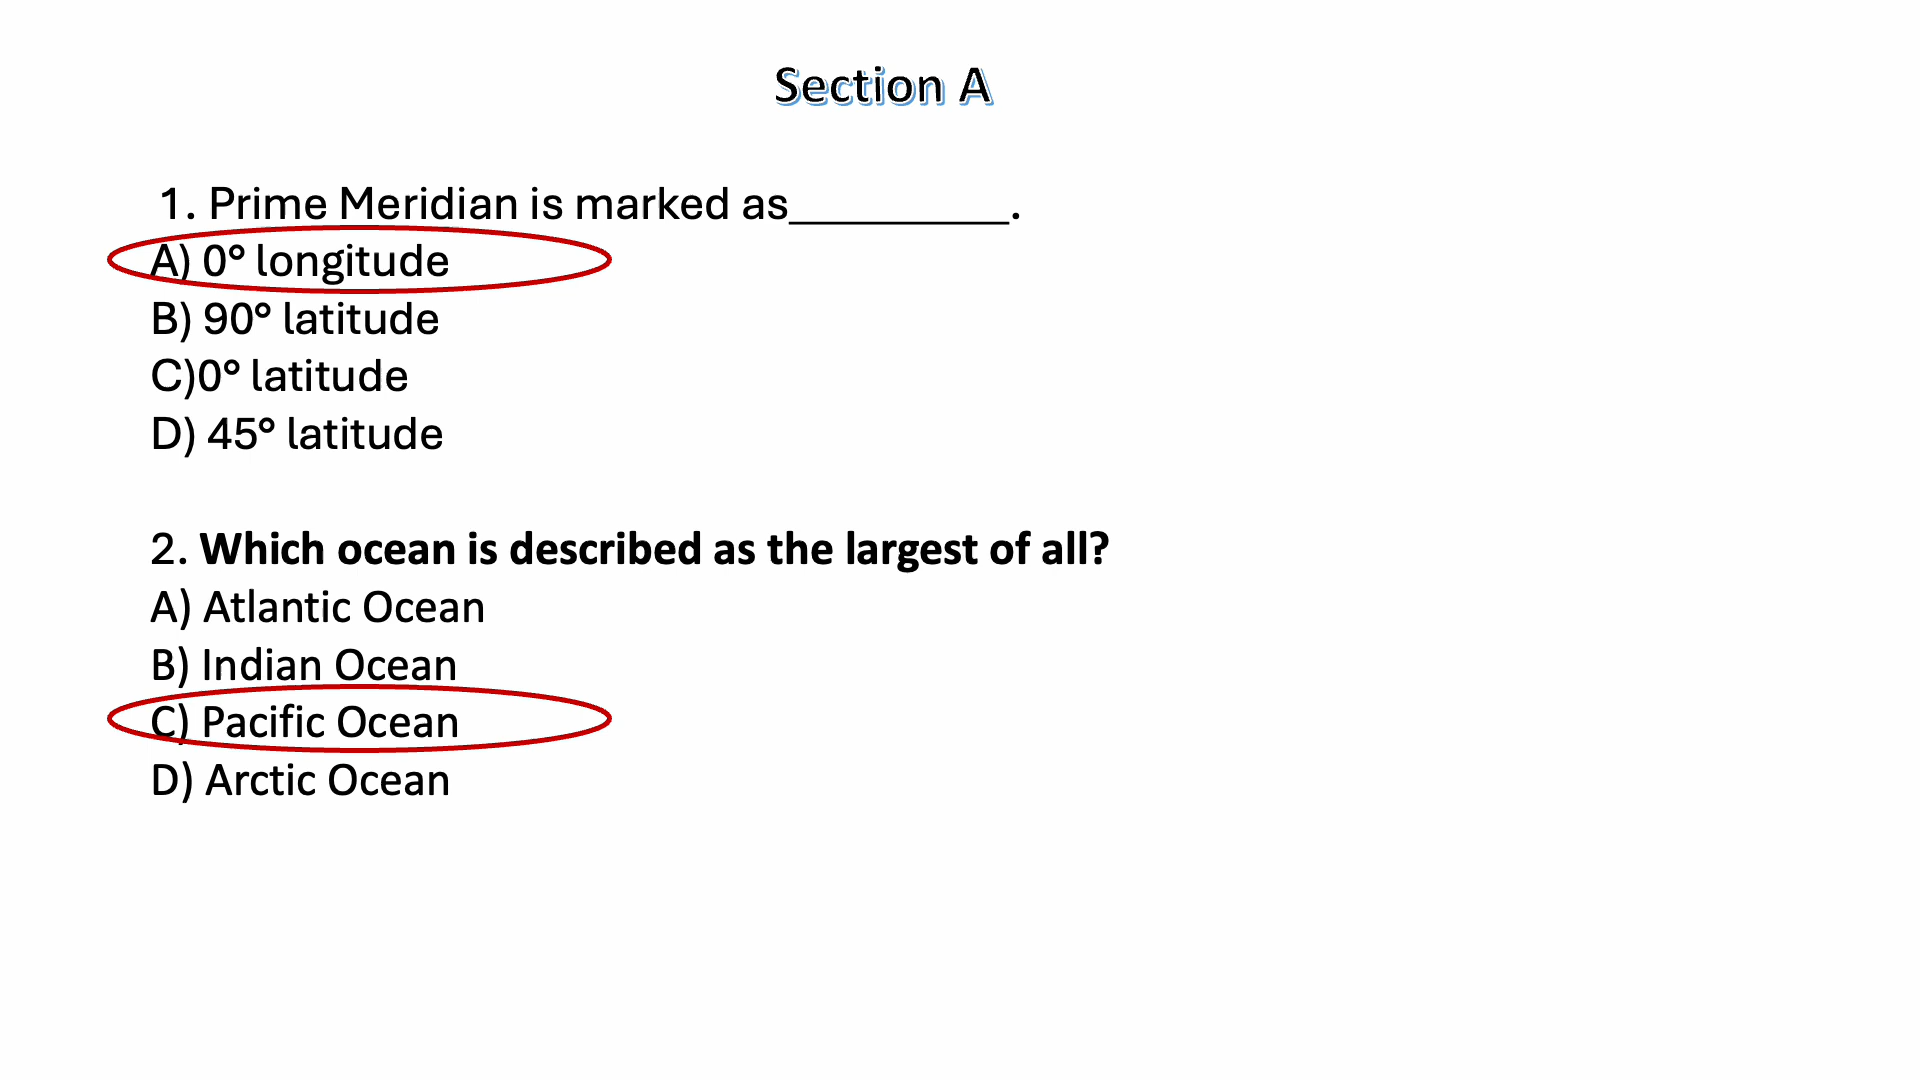 Section A
1. Prime Meridian is marked as__________.
A) 0° longitude
B) 90° latitude
C)0° latitude
D) 45° latitude
2. Which ocean is described as the largest of all?
A) Atlantic Ocean
B) Indian Ocean
C) Pacific Ocean
D) Arctic Ocean